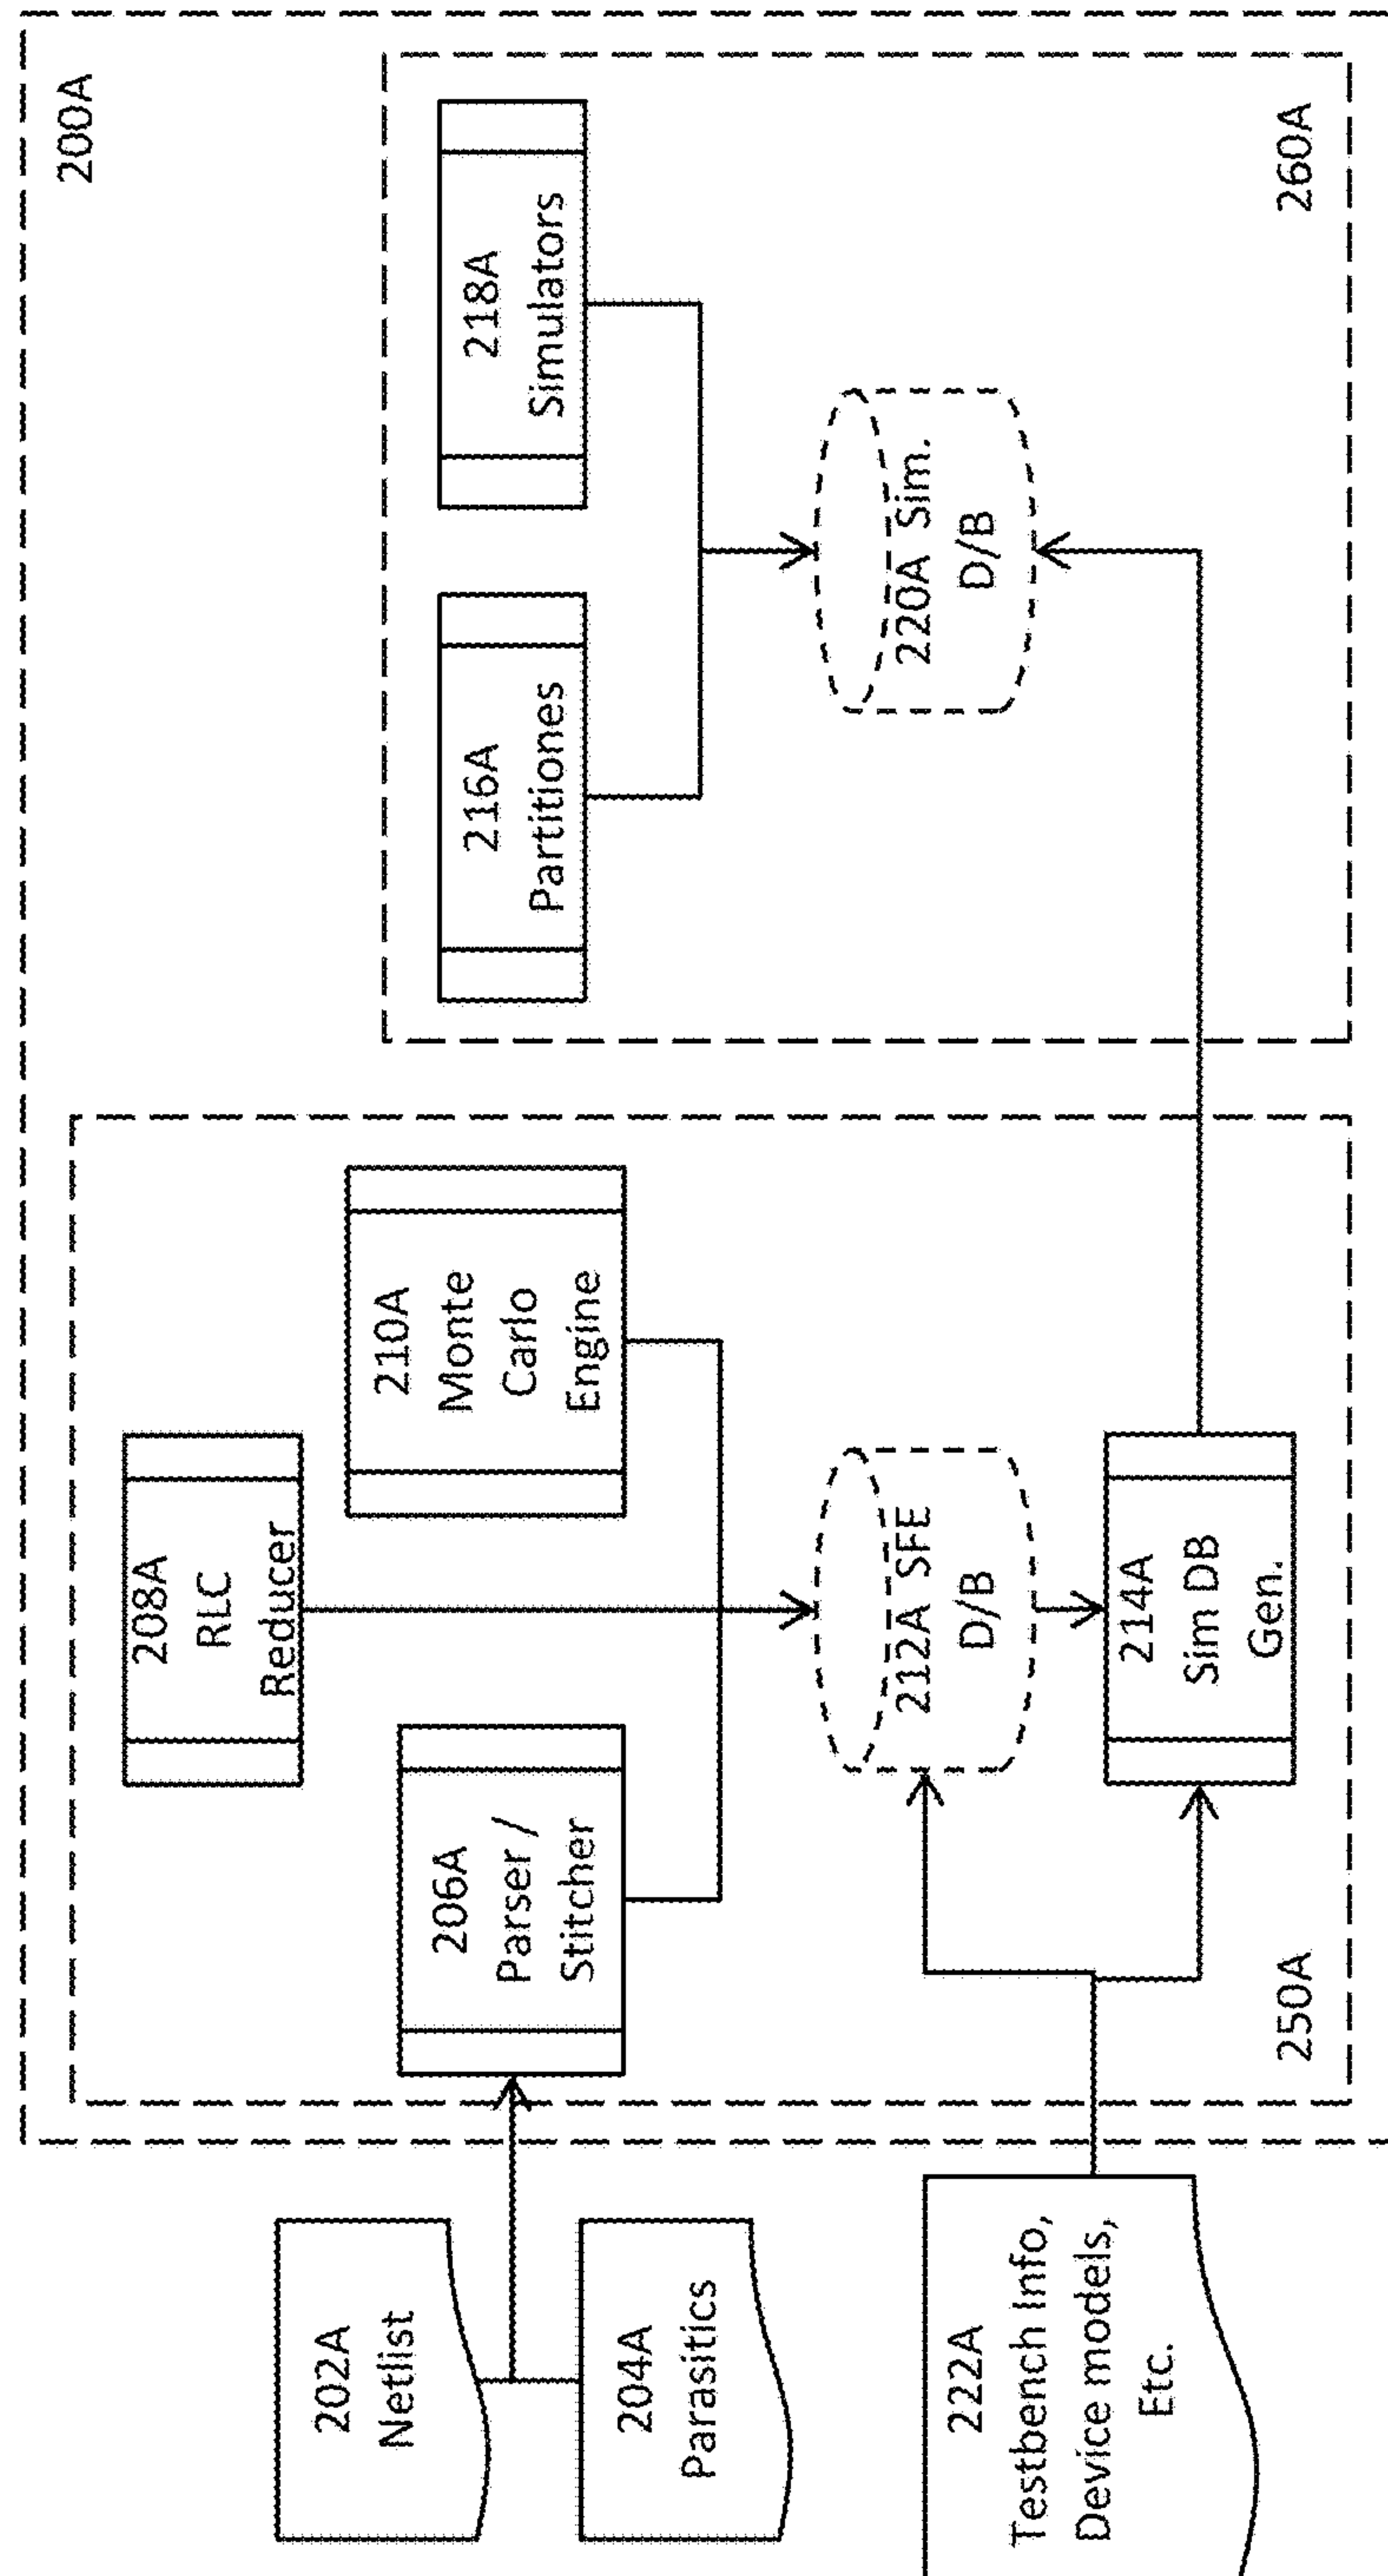 200A
202A
Netlist
204A
Parasitics
222A
Testbench Info,
Device models,
Etc.
206A
Parser /
Stitcher
208A
RLC
Reducer
210A
Monte
Carlo
Engine
212A SFE
D/B
214A
Sim DB
Gen.
250A
216A
Partitiones
218A
Simulators
220A Sim.
D/B
260A